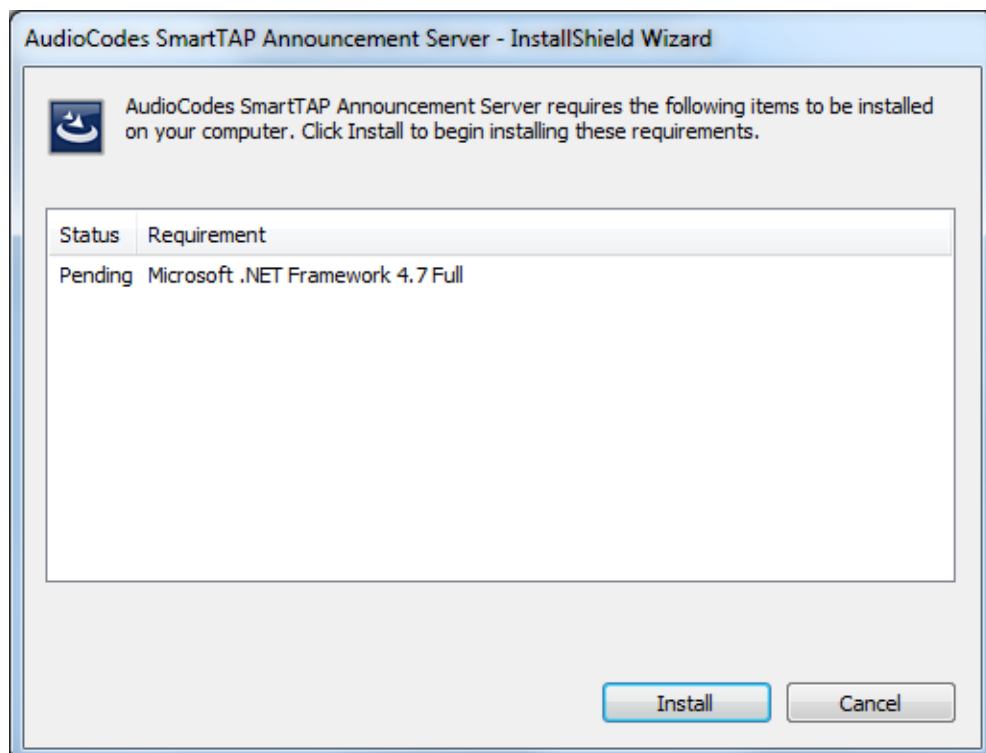 AudioCodes SmartTAP Announcement Server - InstallShield Wizard
AudioCodes SmartTAP Announcement Server requires the following items to be installed
on your computer. Click Install to begin installing these requirements.
Status Requirement
Pending Microsoft .NET Framework 4.7 Full
Install Cancel